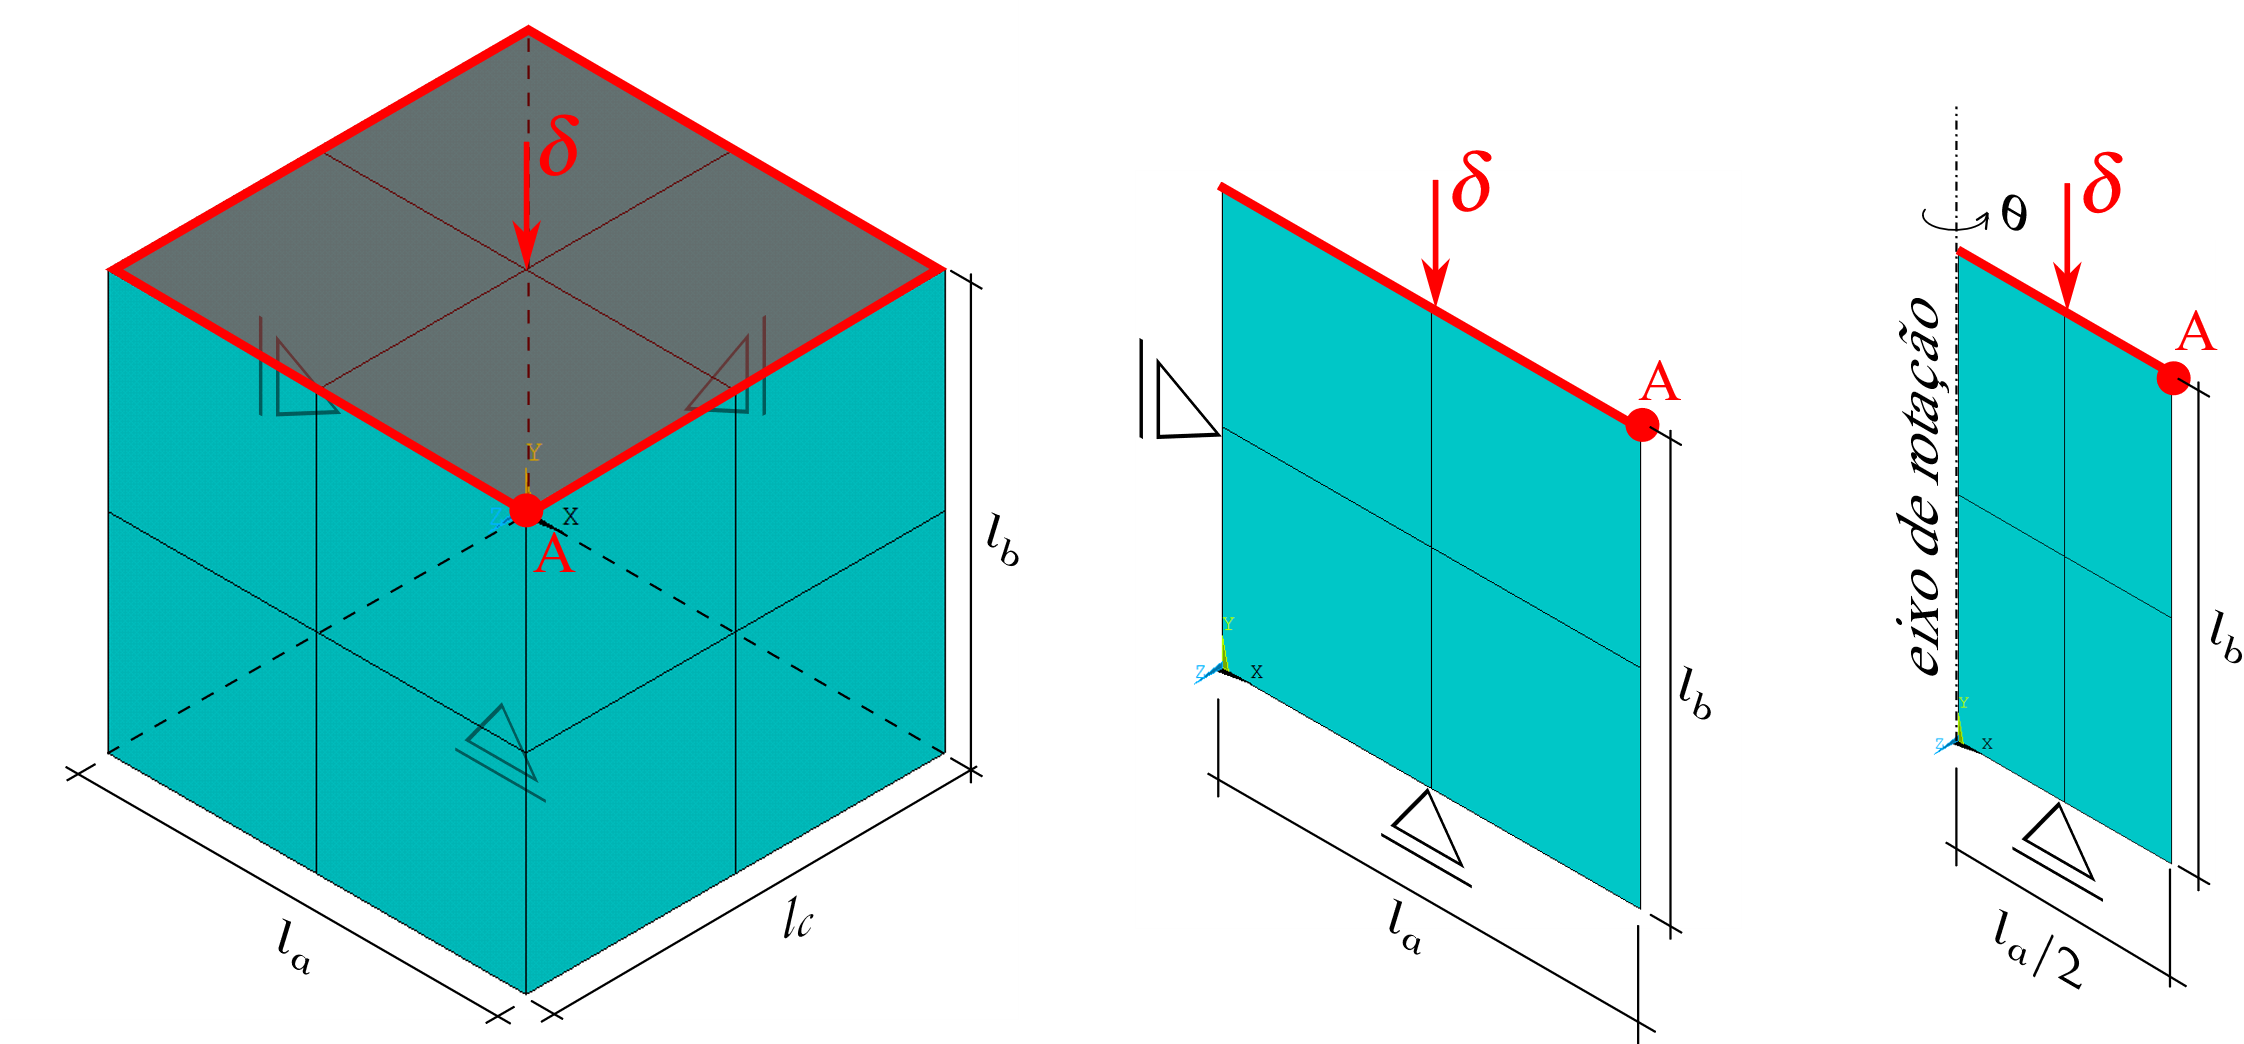 δ
Y
Z
X
A
l_b
l_a
l_c
δ
A
Y
Z
X
l_b
l_a
θ
δ
A
eixo de rotação
Y
Z
X
l_b
l_a/2